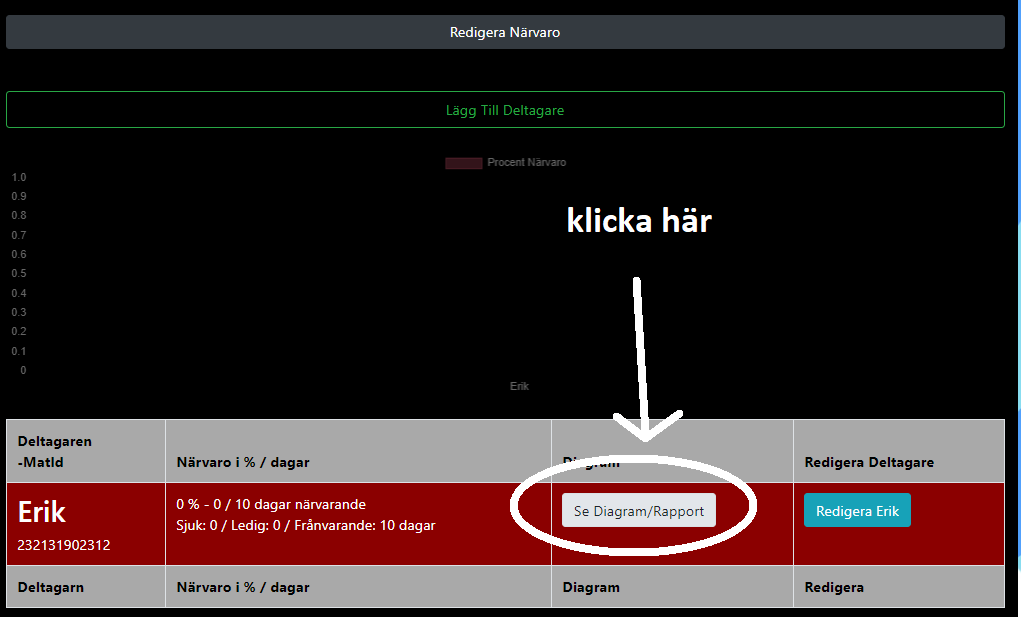 Redigera Närvaro
Lägg Till Deltagare
Procent Närvaro
1.0
0.9
0.8
0.7
0.6
0.5
0.4
0.3
0.2
0.1
0
Erik
klicka här
Deltagaren
-MatId
Närvaro i % / dagar
Diagram
Redigera Deltagare
Erik
232131902312
0 % - 0 / 10 dagar närvarande
Sjuk: 0 / Ledig: 0 / Frånvarande: 10 dagar
Se Diagram/Rapport
Redigera Erik
Deltagarn
Närvaro i % / dagar
Diagram
Redigera